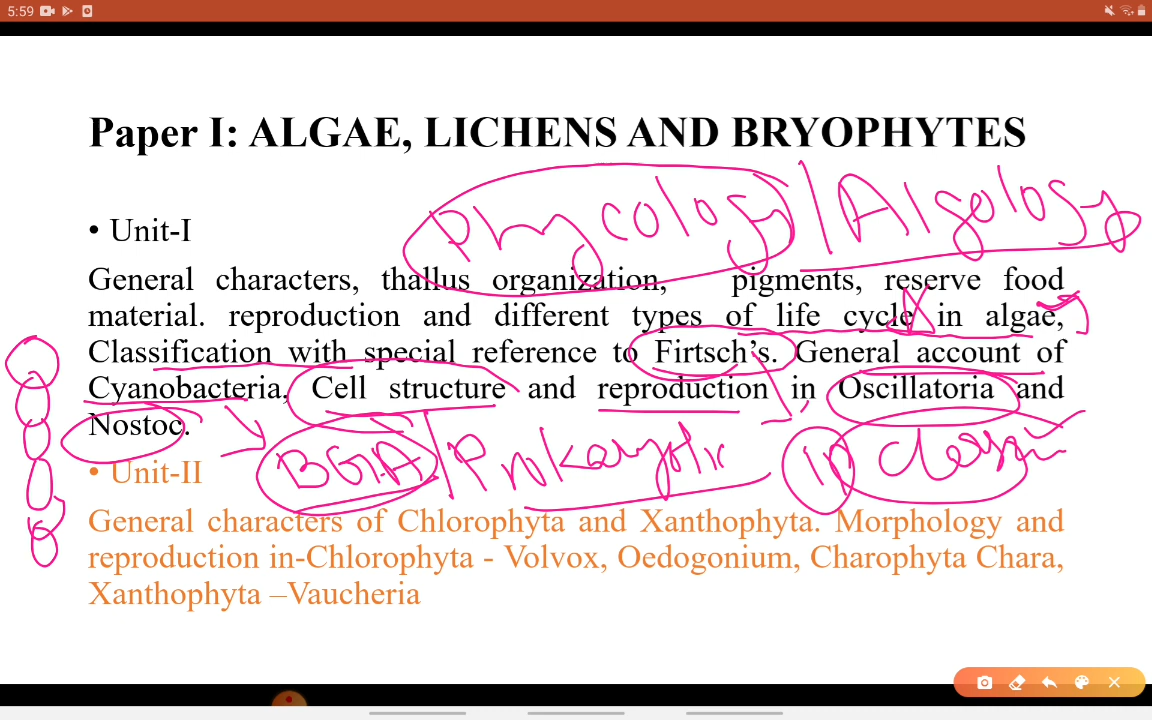 5:59
Paper I: ALGAE, LICHENS AND BRYOPHYTES
Phycology / Algology
• Unit-I
General characters, thallus organization, pigments, reserve food
material. reproduction and different types of life cycle in algae,
Classification with special reference to Firtsch’s. General account of
Cyanobacteria, Cell structure and reproduction in Oscillatoria and
Nostoc.
BGA / Prokaryotic
• Unit-II
General characters of Chlorophyta and Xanthophyta. Morphology and
reproduction in-Chlorophyta - Volvox, Oedogonium, Charophyta Chara,
Xanthophyta –Vaucheria